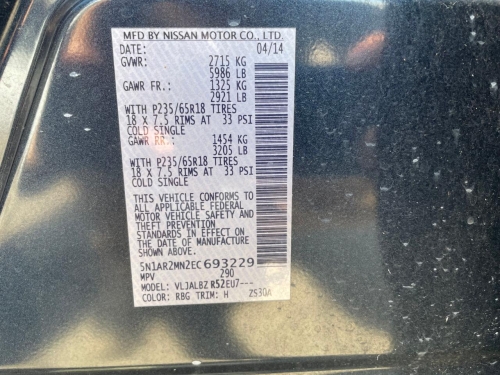 MFD BY NISSAN MOTOR CO., LTD.
DATE: 04/14
GVWR: 2715 KG
5986 LB
GAWR FR.: 1325 KG
2921 LB
WITH P235/65R18 TIRES
18 X 7.5 RIMS AT 33 PSI
COLD SINGLE
GAWR RR.: 1454 KG
3205 LB
WITH P235/65R18 TIRES
18 X 7.5 RIMS AT 33 PSI
COLD SINGLE
THIS VEHICLE CONFORMS TO
ALL APPLICABLE FEDERAL
MOTOR VEHICLE SAFETY AND
THEFT PREVENTION
STANDARDS IN EFFECT ON
THE DATE OF MANUFACTURE
SHOWN ABOVE.
5N1AR2MN2EC693229
MPV 290
MODEL: VLJALBZ R52EU7---
COLOR: RBG TRIM: H ZS30A